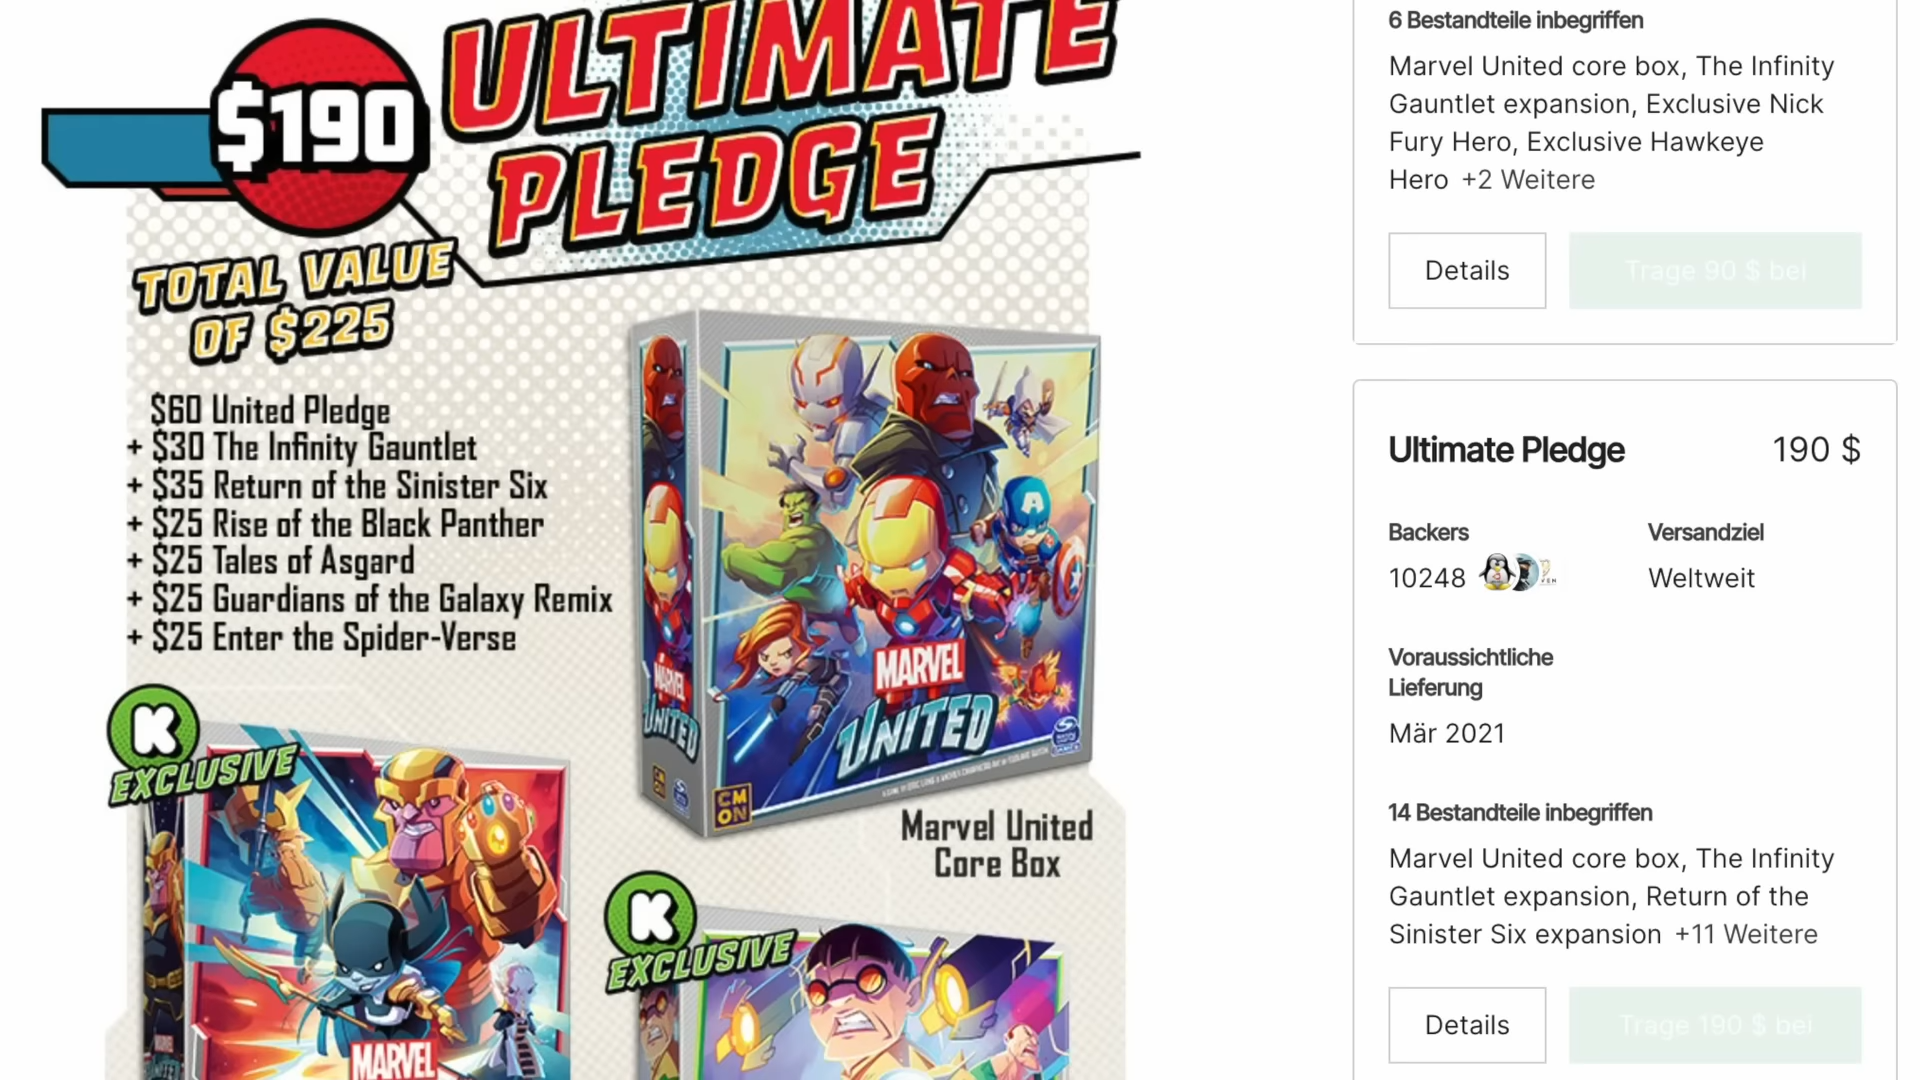 ULTIMATE
PLEDGE
$190
TOTAL VALUE
OF $225
$60 United Pledge
+ $30 The Infinity Gauntlet
+ $35 Return of the Sinister Six
+ $25 Rise of the Black Panther
+ $25 Tales of Asgard
+ $25 Guardians of the Galaxy Remix
+ $25 Enter the Spider-Verse
MARVEL
UNITED
MARVEL
UNITED
CM
ON
Marvel United
Core Box
K
EXCLUSIVE
MARVEL
K
EXCLUSIVE
6 Bestandteile inbegriffen
Marvel United core box, The Infinity
Gauntlet expansion, Exclusive Nick
Fury Hero, Exclusive Hawkeye
Hero +2 Weitere
Details
Trage 90 $ bei
Ultimate Pledge
190 $
Backers
Versandziel
10248
Weltweit
Voraussichtliche
Lieferung
Mär 2021
14 Bestandteile inbegriffen
Marvel United core box, The Infinity
Gauntlet expansion, Return of the
Sinister Six expansion +11 Weitere
Details
Trage 190 $ bei